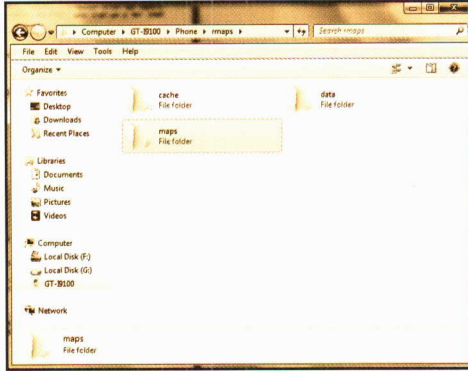 Computer ▸ GT-I9100 ▸ Phone ▸ rmaps ▸
Search rmaps
File Edit View Tools Help
Organize
Favorites
Desktop
Downloads
Recent Places
Libraries
Documents
Music
Pictures
Videos
Computer
Local Disk (F:)
Local Disk (G:)
GT-I9100
Network
cache
File folder
data
File folder
maps
File folder
maps
File folder